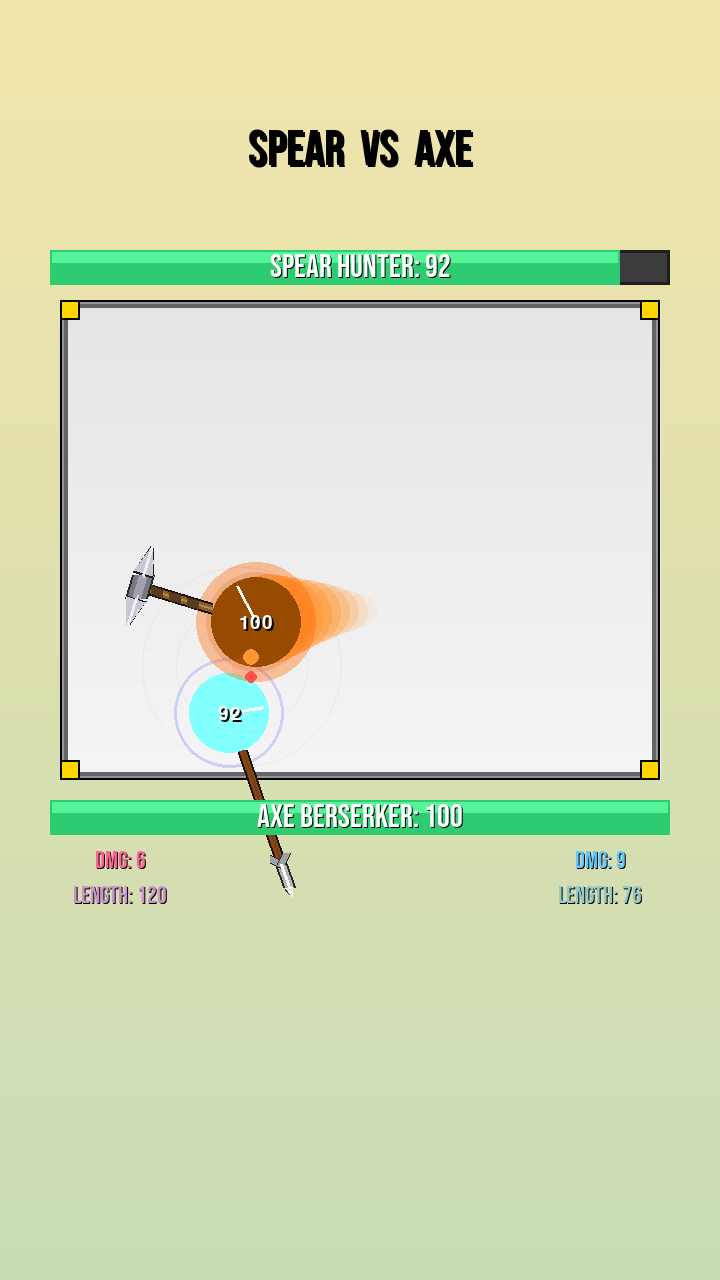 SPEAR VS AXE
SPEAR HUNTER: 92
100
92
AXE BERSERKER: 100
DMG: 6
DMG: 9
LENGTH: 120
LENGTH: 76